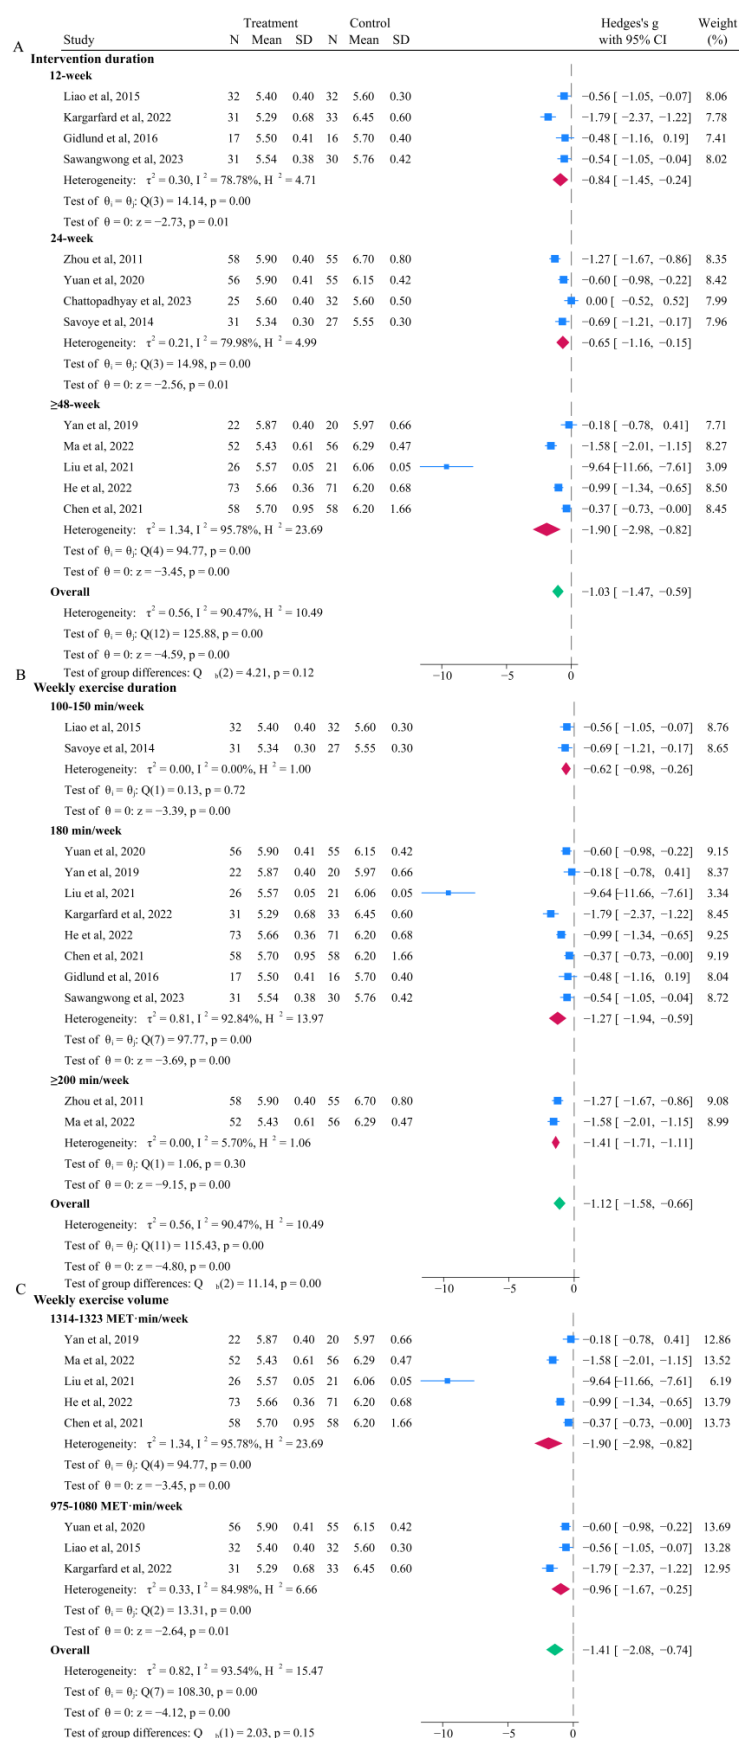 Treatment Control Hedges's g Weight
Study N Mean SD N Mean SD with 95% CI (%)
A
Intervention duration
12-week
Liao et al, 2015 32 5.40 0.40 32 5.60 0.30 −0.56 [ −1.05, −0.07] 8.06
Kargarfard et al, 2022 31 5.29 0.68 33 6.45 0.60 −1.79 [ −2.37, −1.22] 7.78
Gidlund et al, 2016 17 5.50 0.41 16 5.70 0.40 −0.48 [ −1.16, 0.19] 7.41
Sawangwong et al, 2023 31 5.54 0.38 30 5.76 0.42 −0.54 [ −1.05, −0.04] 8.02
Heterogeneity: τ² = 0.30, I ² = 78.78%, H ² = 4.71 −0.84 [ −1.45, −0.24]
Test of θᵢ = θⱼ: Q(3) = 14.14, p = 0.00
Test of θ = 0: z = −2.73, p = 0.01
24-week
Zhou et al, 2011 58 5.90 0.40 55 6.70 0.80 −1.27 [ −1.67, −0.86] 8.35
Yuan et al, 2020 56 5.90 0.41 55 6.15 0.42 −0.60 [ −0.98, −0.22] 8.42
Chattopadhyay et al, 2023 25 5.60 0.40 32 5.60 0.50 0.00 [ −0.52, 0.52] 7.99
Savoye et al, 2014 31 5.34 0.30 27 5.55 0.30 −0.69 [ −1.21, −0.17] 7.96
Heterogeneity: τ² = 0.21, I ² = 79.98%, H ² = 4.99 −0.65 [ −1.16, −0.15]
Test of θᵢ = θⱼ: Q(3) = 14.98, p = 0.00
Test of θ = 0: z = −2.56, p = 0.01
≥48-week
Yan et al, 2019 22 5.87 0.40 20 5.97 0.66 −0.18 [ −0.78, 0.41] 7.71
Ma et al, 2022 52 5.43 0.61 56 6.29 0.47 −1.58 [ −2.01, −1.15] 8.27
Liu et al, 2021 26 5.57 0.05 21 6.06 0.05 −9.64 [−11.66, −7.61] 3.09
He et al, 2022 73 5.66 0.36 71 6.20 0.68 −0.99 [ −1.34, −0.65] 8.50
Chen et al, 2021 58 5.70 0.95 58 6.20 1.66 −0.37 [ −0.73, −0.00] 8.45
Heterogeneity: τ² = 1.34, I ² = 95.78%, H ² = 23.69 −1.90 [ −2.98, −0.82]
Test of θᵢ = θⱼ: Q(4) = 94.77, p = 0.00
Test of θ = 0: z = −3.45, p = 0.00
Overall −1.03 [ −1.47, −0.59]
Heterogeneity: τ² = 0.56, I ² = 90.47%, H ² = 10.49
Test of θᵢ = θⱼ: Q(12) = 125.88, p = 0.00
Test of θ = 0: z = −4.59, p = 0.00
Test of group differences: Q b(2) = 4.21, p = 0.12
−10 −5 0
B
Weekly exercise duration
100-150 min/week
Liao et al, 2015 32 5.40 0.40 32 5.60 0.30 −0.56 [ −1.05, −0.07] 8.76
Savoye et al, 2014 31 5.34 0.30 27 5.55 0.30 −0.69 [ −1.21, −0.17] 8.65
Heterogeneity: τ² = 0.00, I ² = 0.00%, H ² = 1.00 −0.62 [ −0.98, −0.26]
Test of θᵢ = θⱼ: Q(1) = 0.13, p = 0.72
Test of θ = 0: z = −3.39, p = 0.00
180 min/week
Yuan et al, 2020 56 5.90 0.41 55 6.15 0.42 −0.60 [ −0.98, −0.22] 9.15
Yan et al, 2019 22 5.87 0.40 20 5.97 0.66 −0.18 [ −0.78, 0.41] 8.37
Liu et al, 2021 26 5.57 0.05 21 6.06 0.05 −9.64 [−11.66, −7.61] 3.34
Kargarfard et al, 2022 31 5.29 0.68 33 6.45 0.60 −1.79 [ −2.37, −1.22] 8.45
He et al, 2022 73 5.66 0.36 71 6.20 0.68 −0.99 [ −1.34, −0.65] 9.25
Chen et al, 2021 58 5.70 0.95 58 6.20 1.66 −0.37 [ −0.73, −0.00] 9.19
Gidlund et al, 2016 17 5.50 0.41 16 5.70 0.40 −0.48 [ −1.16, 0.19] 8.04
Sawangwong et al, 2023 31 5.54 0.38 30 5.76 0.42 −0.54 [ −1.05, −0.04] 8.72
Heterogeneity: τ² = 0.81, I ² = 92.84%, H ² = 13.97 −1.27 [ −1.94, −0.59]
Test of θᵢ = θⱼ: Q(7) = 97.77, p = 0.00
Test of θ = 0: z = −3.69, p = 0.00
≥200 min/week
Zhou et al, 2011 58 5.90 0.40 55 6.70 0.80 −1.27 [ −1.67, −0.86] 9.08
Ma et al, 2022 52 5.43 0.61 56 6.29 0.47 −1.58 [ −2.01, −1.15] 8.99
Heterogeneity: τ² = 0.00, I ² = 5.70%, H ² = 1.06 −1.41 [ −1.71, −1.11]
Test of θᵢ = θⱼ: Q(1) = 1.06, p = 0.30
Test of θ = 0: z = −9.15, p = 0.00
Overall −1.12 [ −1.58, −0.66]
Heterogeneity: τ² = 0.56, I ² = 90.47%, H ² = 10.49
Test of θᵢ = θⱼ: Q(11) = 115.43, p = 0.00
Test of θ = 0: z = −4.80, p = 0.00
Test of group differences: Q b(2) = 11.14, p = 0.00
−10 −5 0
C
Weekly exercise volume
1314-1323 MET·min/week
Yan et al, 2019 22 5.87 0.40 20 5.97 0.66 −0.18 [ −0.78, 0.41] 12.86
Ma et al, 2022 52 5.43 0.61 56 6.29 0.47 −1.58 [ −2.01, −1.15] 13.52
Liu et al, 2021 26 5.57 0.05 21 6.06 0.05 −9.64 [−11.66, −7.61] 6.19
He et al, 2022 73 5.66 0.36 71 6.20 0.68 −0.99 [ −1.34, −0.65] 13.79
Chen et al, 2021 58 5.70 0.95 58 6.20 1.66 −0.37 [ −0.73, −0.00] 13.73
Heterogeneity: τ² = 1.34, I ² = 95.78%, H ² = 23.69 −1.90 [ −2.98, −0.82]
Test of θᵢ = θⱼ: Q(4) = 94.77, p = 0.00
Test of θ = 0: z = −3.45, p = 0.00
975-1080 MET·min/week
Yuan et al, 2020 56 5.90 0.41 55 6.15 0.42 −0.60 [ −0.98, −0.22] 13.69
Liao et al, 2015 32 5.40 0.40 32 5.60 0.30 −0.56 [ −1.05, −0.07] 13.28
Kargarfard et al, 2022 31 5.29 0.68 33 6.45 0.60 −1.79 [ −2.37, −1.22] 12.95
Heterogeneity: τ² = 0.33, I ² = 84.98%, H ² = 6.66 −0.96 [ −1.67, −0.25]
Test of θᵢ = θⱼ: Q(2) = 13.31, p = 0.00
Test of θ = 0: z = −2.64, p = 0.01
Overall −1.41 [ −2.08, −0.74]
Heterogeneity: τ² = 0.82, I ² = 93.54%, H ² = 15.47
Test of θᵢ = θⱼ: Q(7) = 108.30, p = 0.00
Test of θ = 0: z = −4.12, p = 0.00
Test of group differences: Q b(1) = 2.03, p = 0.15
−10 −5 0